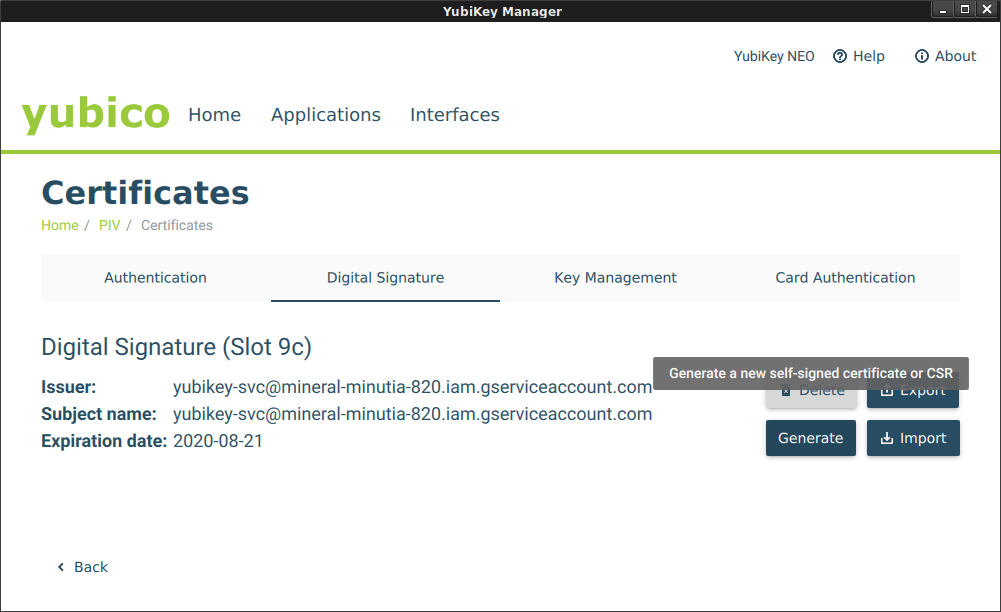 YubiKey Manager
YubiKey NEO Help About
yubico Home Applications Interfaces
Certificates
Home / PIV / Certificates
Authentication Digital Signature Key Management Card Authentication
Digital Signature (Slot 9c)
Generate a new self-signed certificate or CSR
Issuer: yubikey-svc@mineral-minutia-820.iam.gserviceaccount.com
Delete Export
Subject name: yubikey-svc@mineral-minutia-820.iam.gserviceaccount.com
Expiration date: 2020-08-21
Generate Import
Back